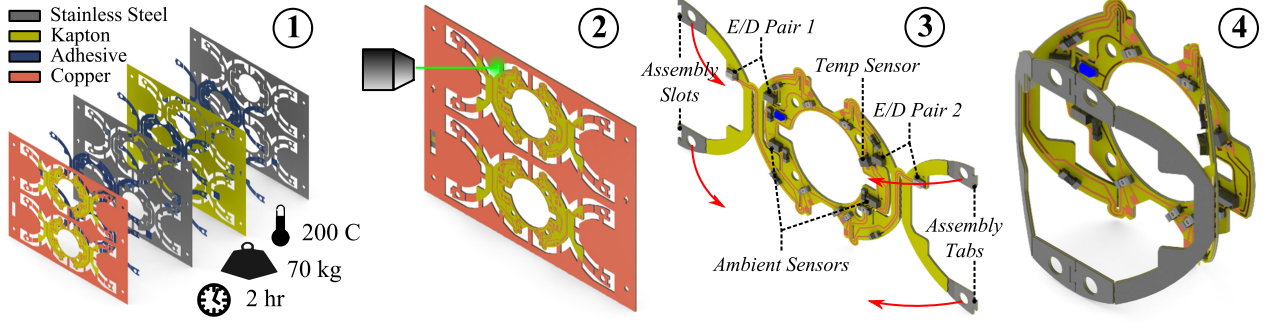 Stainless Steel
Kapton
Adhesive
Copper
1
200 C
70 kg
2 hr
2
3
E/D Pair 1
Assembly
Slots
Temp Sensor
E/D Pair 2
Ambient Sensors
Assembly
Tabs
4